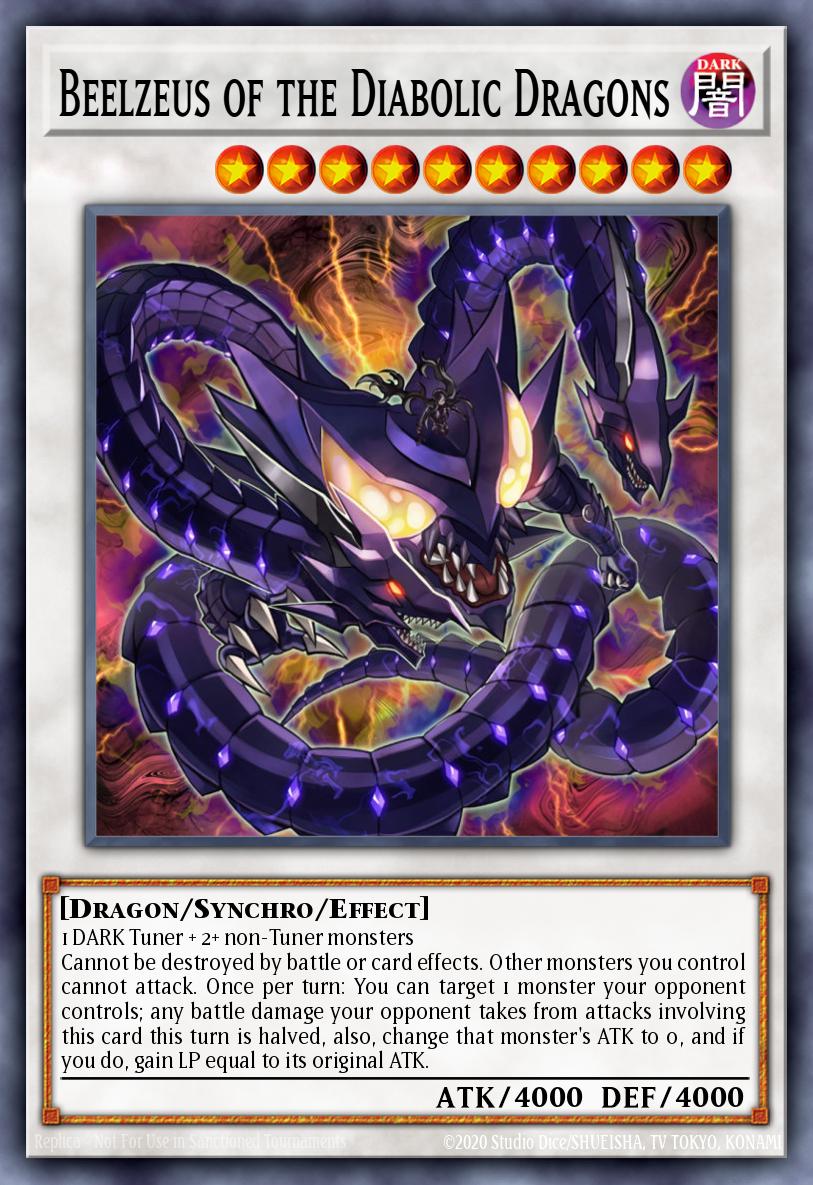 Beelzeus of the Diabolic Dragons
DARK
闇
[Dragon/Synchro/Effect]
1 DARK Tuner + 2+ non-Tuner monsters
Cannot be destroyed by battle or card effects. Other monsters you control
cannot attack. Once per turn: You can target 1 monster your opponent
controls; any battle damage your opponent takes from attacks involving
this card this turn is halved, also, change that monster's ATK to 0, and if
you do, gain LP equal to its original ATK.
ATK/4000 DEF/4000
Replica - Not For Use in Sanctioned Tournaments
©2020 Studio Dice/SHUEISHA, TV TOKYO, KONAMI